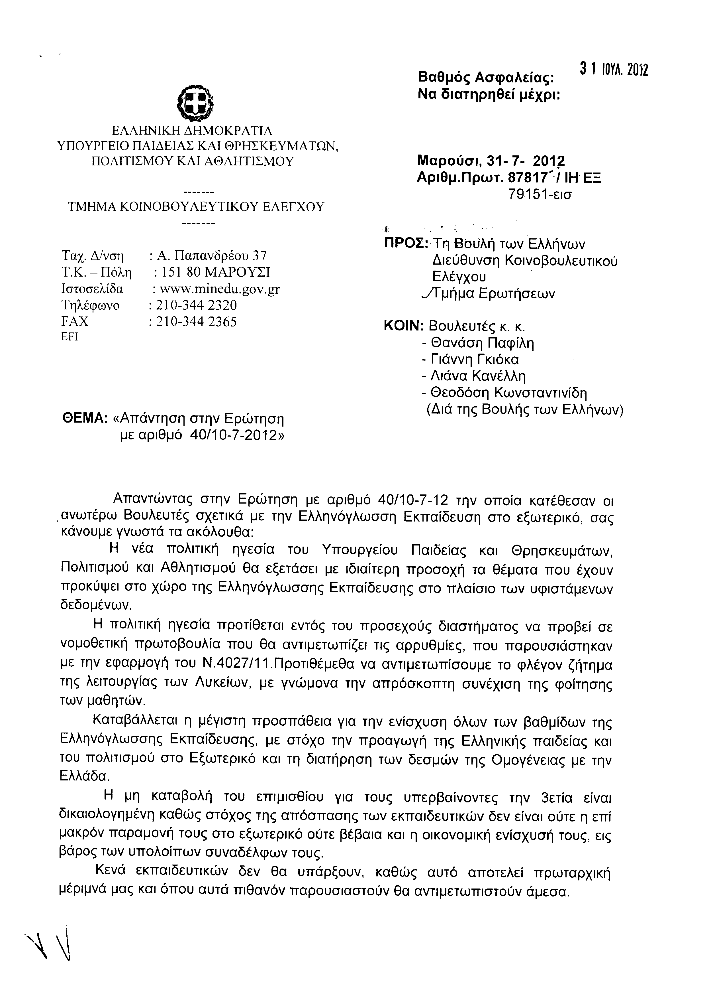 31 ΙΟΥΛ. 2012
Βαθμός Ασφαλείας:
Να διατηρηθεί μέχρι:
ΕΛΛΗΝΙΚΗ ΔΗΜΟΚΡΑΤΙΑ
ΥΠΟΥΡΓΕΙΟ ΠΑΙΔΕΙΑΣ ΚΑΙ ΘΡΗΣΚΕΥΜΑΤΩΝ,
ΠΟΛΙΤΙΣΜΟΥ ΚΑΙ ΑΘΛΗΤΙΣΜΟΥ
-------
ΤΜΗΜΑ ΚΟΙΝΟΒΟΥΛΕΥΤΙΚΟΥ ΕΛΕΓΧΟΥ
-------
Μαρούσι, 31- 7- 2012
Αριθμ.Πρωτ. 87817 / ΙΗ ΕΞ
79151-εισ
Ταχ. Δ/νση : Α. Παπανδρέου 37
Τ.Κ. – Πόλη : 151 80 ΜΑΡΟΥΣΙ
Ιστοσελίδα : www.minedu.gov.gr
Τηλέφωνο : 210-344 2320
FAX : 210-344 2365
EFI
ΠΡΟΣ: Τη Βουλή των Ελλήνων
Διεύθυνση Κοινοβουλευτικού
Ελέγχου
Τμήμα Ερωτήσεων
ΚΟΙΝ: Βουλευτές κ. κ.
- Θανάση Παφίλη
- Γιάννη Γκιόκα
- Λιάνα Κανέλλη
- Θεοδόση Κωνσταντινίδη
(Διά της Βουλής των Ελλήνων)
ΘΕΜΑ: «Απάντηση στην Ερώτηση
με αριθμό 40/10-7-2012»
Απαντώντας στην Ερώτηση με αριθμό 40/10-7-12 την οποία κατέθεσαν οι
ανωτέρω Βουλευτές σχετικά με την Ελληνόγλωσση Εκπαίδευση στο εξωτερικό, σας
κάνουμε γνωστά τα ακόλουθα:
Η νέα πολιτική ηγεσία του Υπουργείου Παιδείας και Θρησκευμάτων,
Πολιτισμού και Αθλητισμού θα εξετάσει με ιδιαίτερη προσοχή τα θέματα που έχουν
προκύψει στο χώρο της Ελληνόγλωσσης Εκπαίδευσης στο πλαίσιο των υφιστάμενων
δεδομένων.
Η πολιτική ηγεσία προτίθεται εντός του προσεχούς διαστήματος να προβεί σε
νομοθετική πρωτοβουλία που θα αντιμετωπίζει τις αρρυθμίες, που παρουσιάστηκαν
με την εφαρμογή του Ν.4027/11.Προτιθέμεθα να αντιμετωπίσουμε το φλέγον ζήτημα
της λειτουργίας των Λυκείων, με γνώμονα την απρόσκοπτη συνέχιση της φοίτησης
των μαθητών.
Καταβάλλεται η μέγιστη προσπάθεια για την ενίσχυση όλων των βαθμίδων της
Ελληνόγλωσσης Εκπαίδευσης, με στόχο την προαγωγή της Ελληνικής παιδείας και
του πολιτισμού στο Εξωτερικό και τη διατήρηση των δεσμών της Ομογένειας με την
Ελλάδα.
Η μη καταβολή του επιμισθίου για τους υπερβαίνοντες την 3ετία είναι
δικαιολογημένη καθώς στόχος της απόσπασης των εκπαιδευτικών δεν είναι ούτε η επί
μακρόν παραμονή τους στο εξωτερικό ούτε βέβαια και η οικονομική ενίσχυσή τους, εις
βάρος των υπολοίπων συναδέλφων τους.
Κενά εκπαιδευτικών δεν θα υπάρξουν, καθώς αυτό αποτελεί πρωταρχική
μέριμνά μας και όπου αυτά πιθανόν παρουσιαστούν θα αντιμετωπιστούν άμεσα.